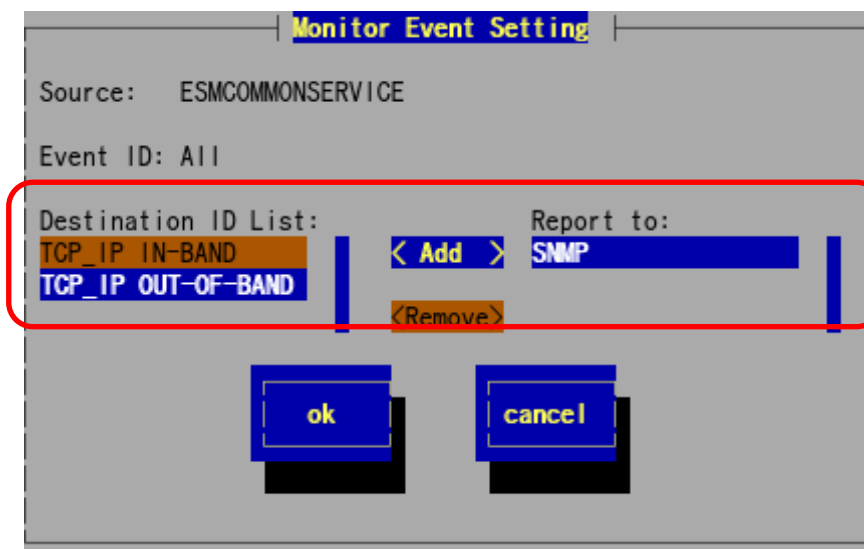 Monitor Event Setting
Source: ESMCOMMONSERVICE
Event ID: All
Destination ID List: Report to:
TCP_IP IN-BAND < Add > SNMP
TCP_IP OUT-OF-BAND
<Remove>
ok cancel